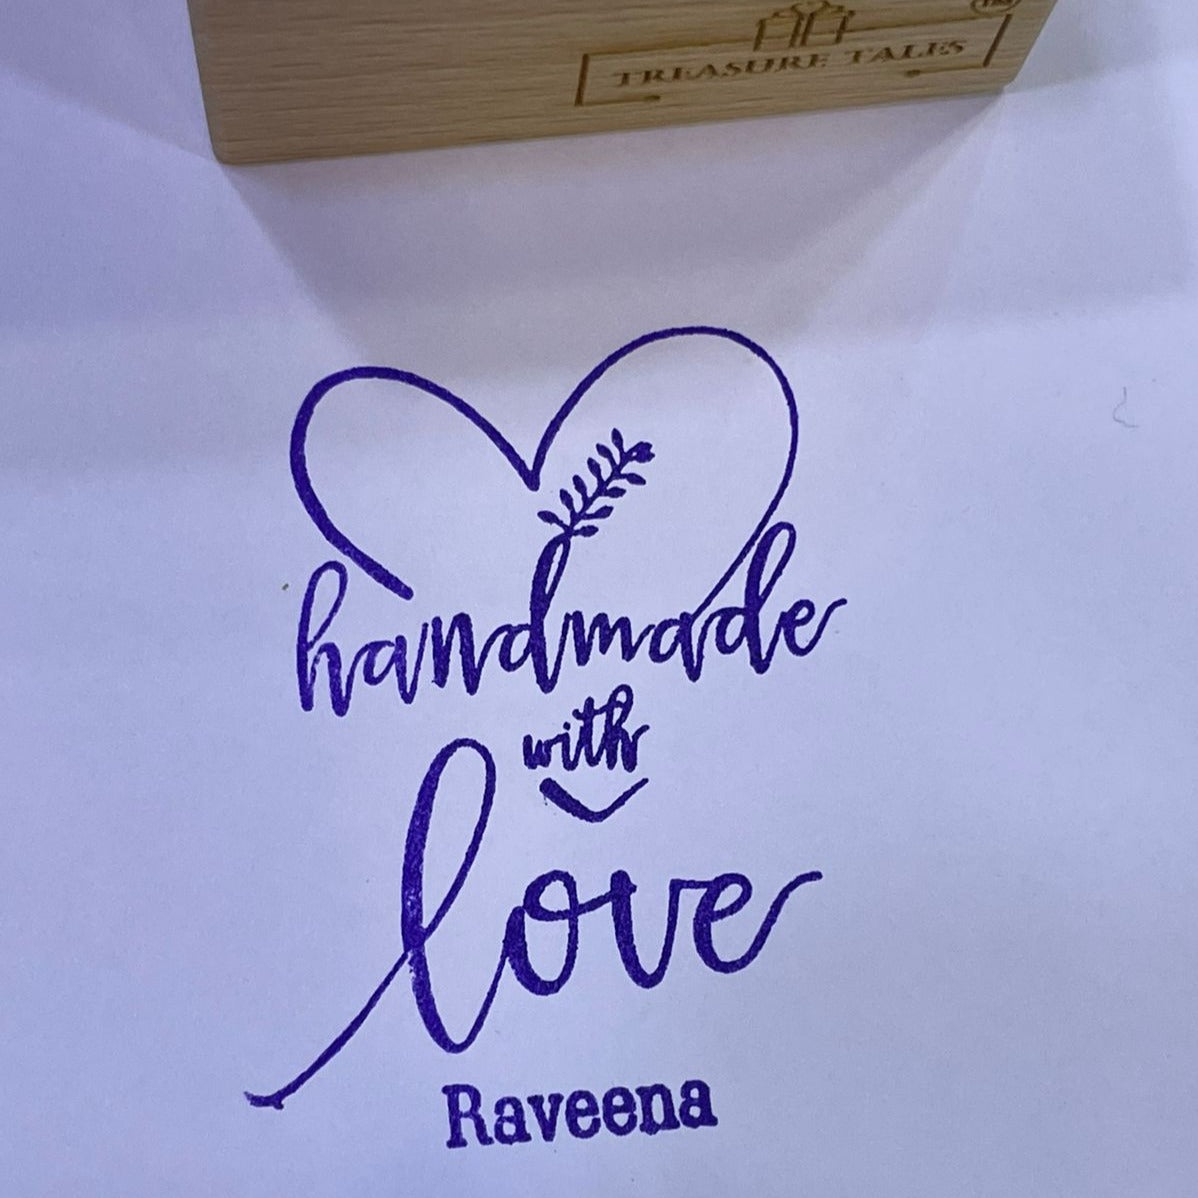 TREASURE TALES
handmade
with
love
Raveena